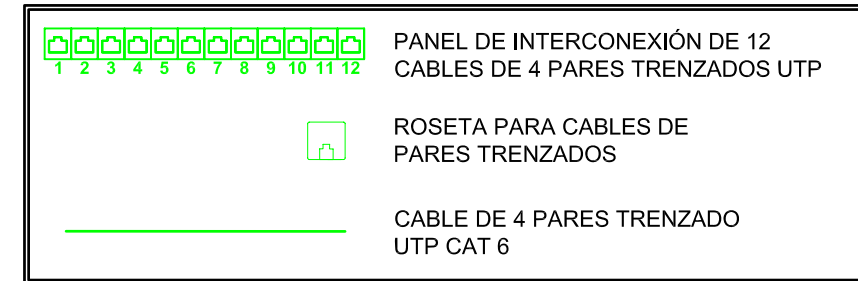 PANEL DE INTERCONEXIÓN DE 12
1 2 3 4 5 6 7 8 9 10 11 12
CABLES DE 4 PARES TRENZADOS UTP
ROSETA PARA CABLES DE
PARES TRENZADOS
CABLE DE 4 PARES TRENZADO
UTP CAT 6